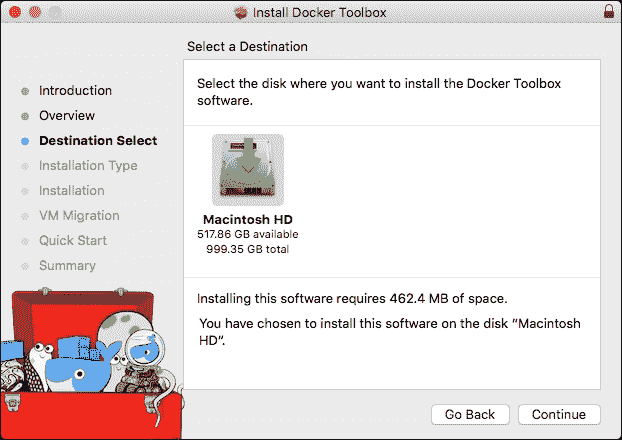 Install Docker Toolbox
Select a Destination
Introduction
Overview
Destination Select
Installation Type
Installation
VM Migration
Quick Start
Summary
Select the disk where you want to install the Docker Toolbox
software.
Macintosh HD
517.86 GB available
999.35 GB total
Installing this software requires 462.4 MB of space.
You have chosen to install this software on the disk “Macintosh
HD”.
Go Back
Continue